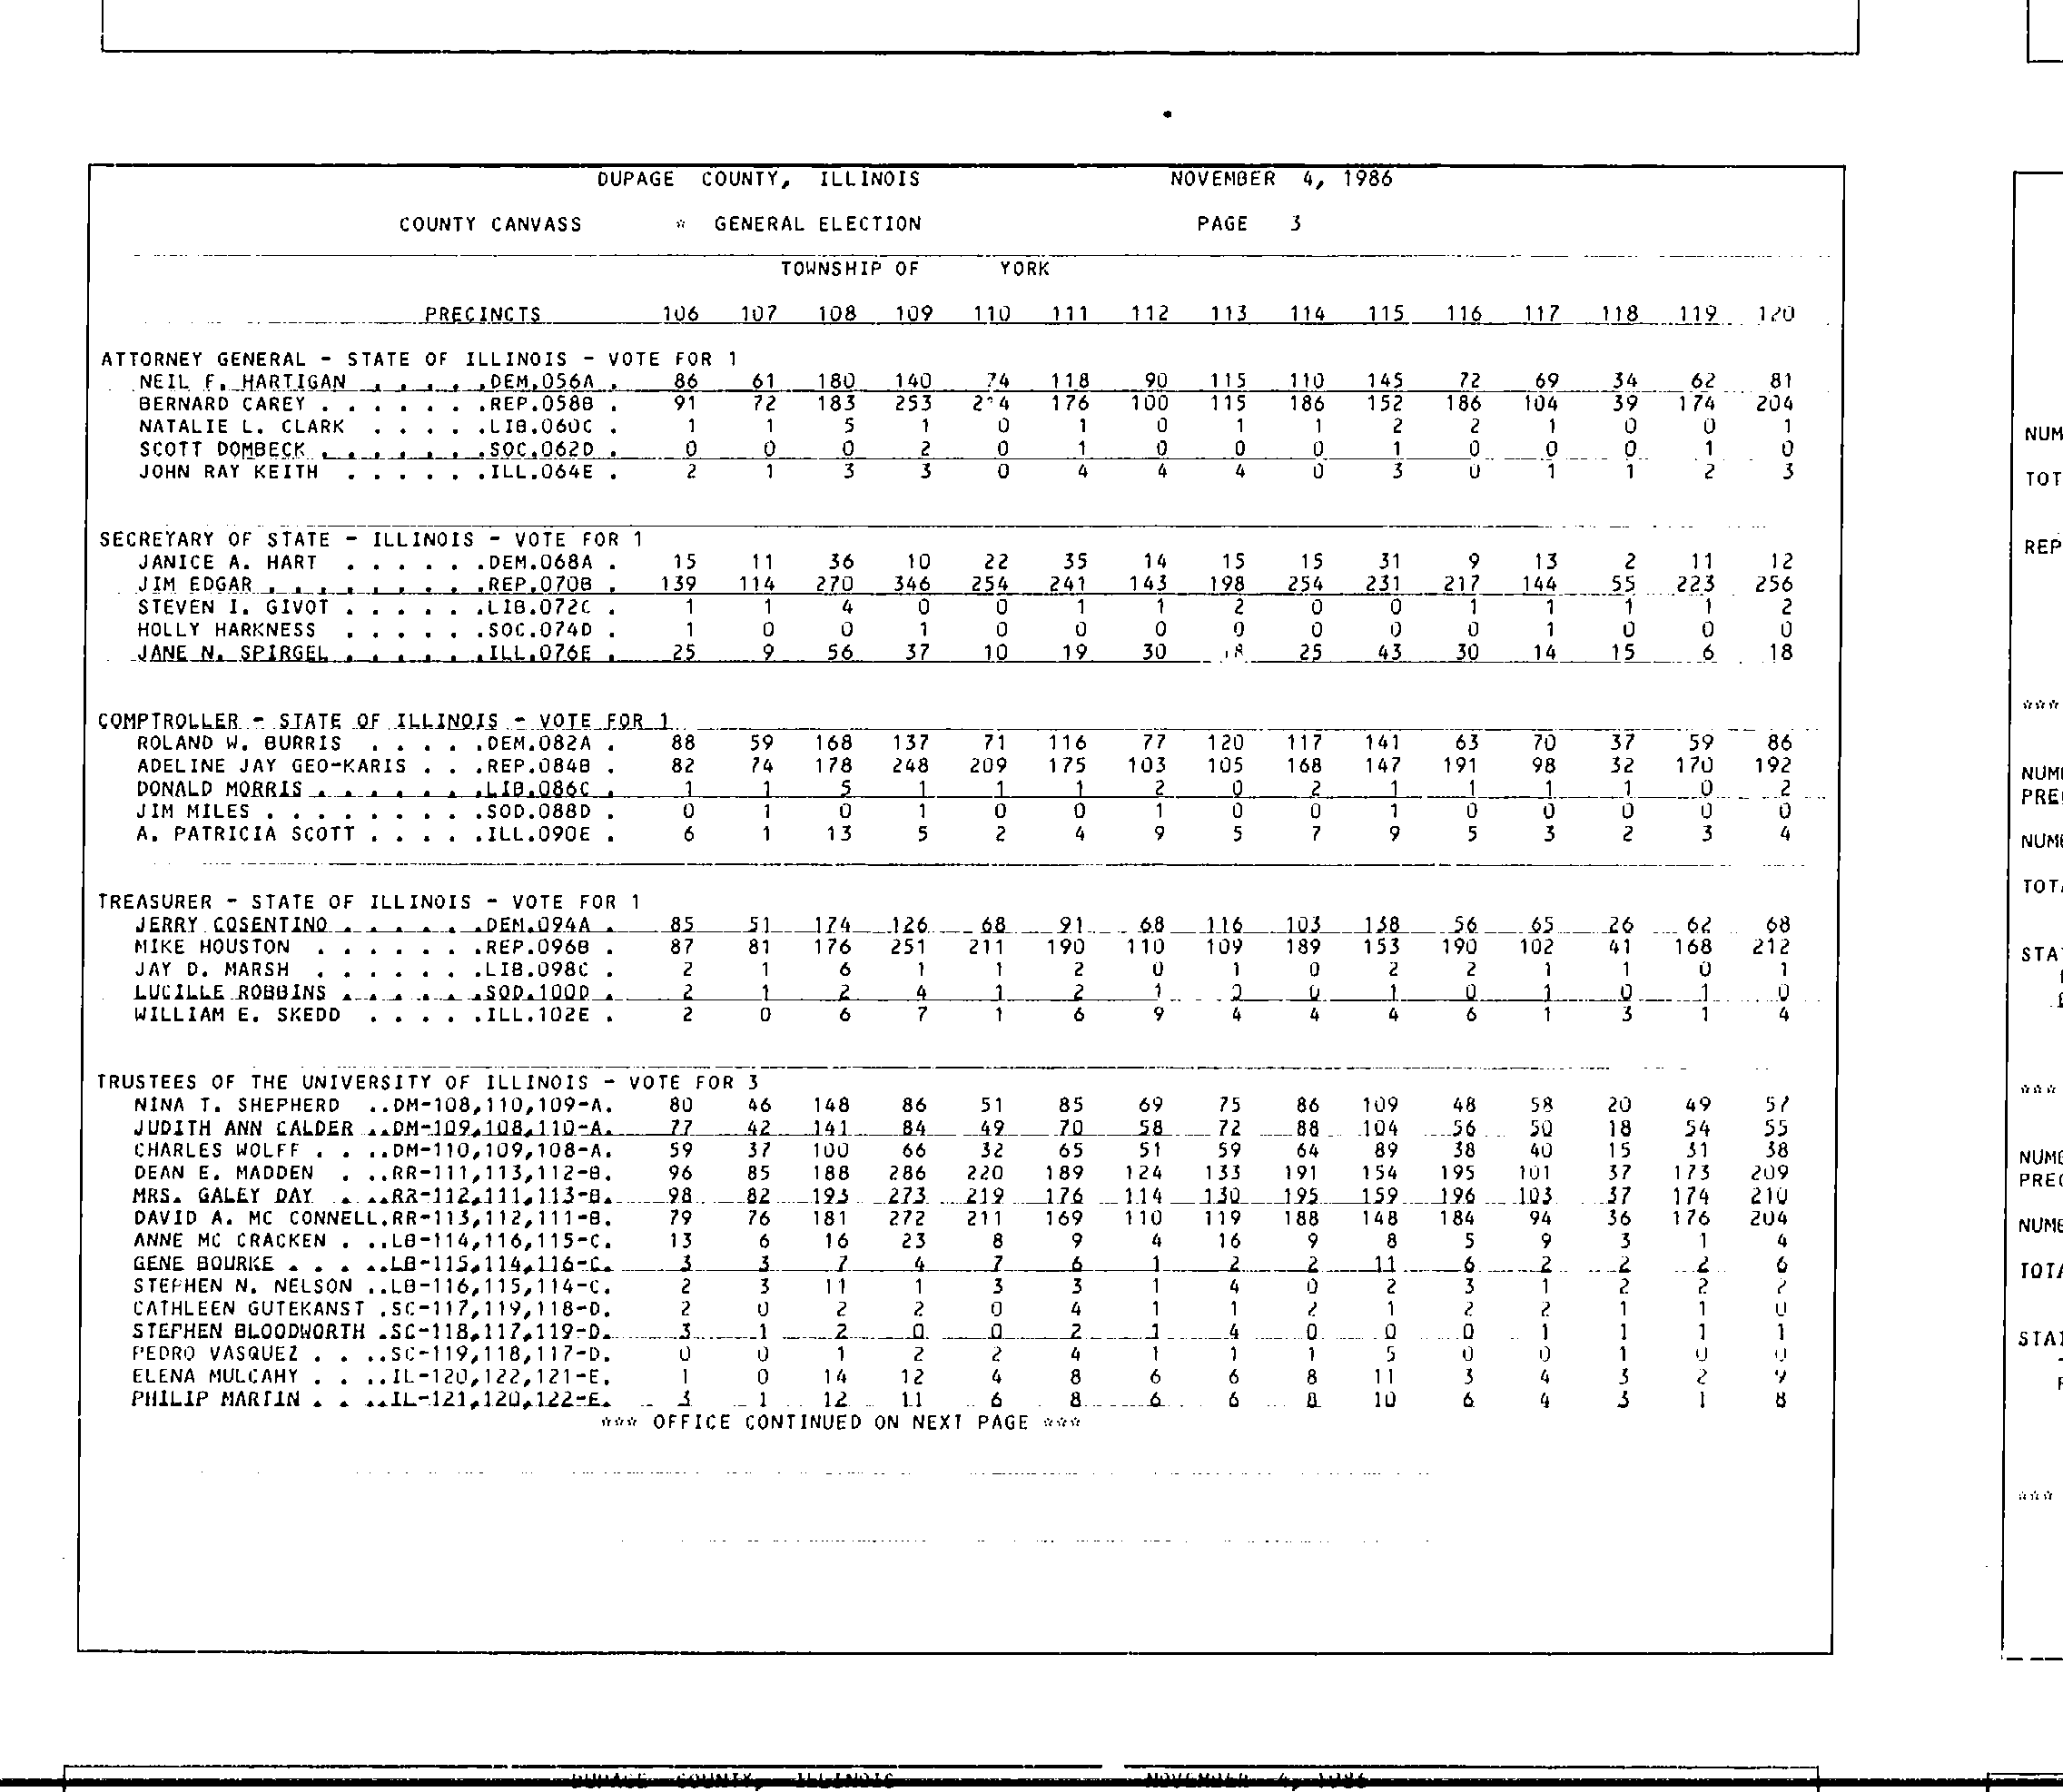 DUPAGE COUNTY, ILLINOIS NOVEMBER 4, 1986
COUNTY CANVASS * GENERAL ELECTION PAGE 3
TOWNSHIP OF YORK
PRECINCTS 106 107 108 109 110 111 112 113 114 115 116 117 118 119 120
ATTORNEY GENERAL - STATE OF ILLINOIS - VOTE FOR 1
NEIL F. HARTIGAN . . . . . .DEM.056A . 86 61 180 140 74 118 90 115 110 145 72 69 34 62 81
BERNARD CAREY . . . . . . .REP.058B . 91 72 183 253 176 100 115 186 152 186 104 39 174 204
NATALIE L. CLARK . . . . .LIB.060C . 1 1 5 1 0 1 0 1 1 2 2 1 0 0 1
SCOTT DOMBECK . . . . . . .SOC.062D . 0 0 0 2 0 1 0 0 0 1 0 0 0 1 0
JOHN RAY KEITH . . . . . .ILL.064E . 2 1 3 3 0 4 4 4 0 3 0 1 1 2 3
SECRETARY OF STATE - ILLINOIS - VOTE FOR 1
JANICE A. HART . . . . . .DEM.068A . 15 11 36 10 22 35 14 15 15 31 9 13 2 11 12
JIM EDGAR . . . . . . . . .REP.070B . 139 114 270 346 254 241 143 198 254 231 217 144 55 223 256
STEVEN I. GIVOT . . . . . .LIB.072C . 1 1 4 0 0 1 1 2 0 0 1 1 1 1 2
HOLLY HARKNESS . . . . . .SOC.074D . 1 0 0 1 0 0 0 0 0 0 0 1 0 0 0
JANE N. SPIRGEL . . . . . .ILL.076E . 25 9 56 37 10 19 30 25 43 30 14 15 6 18
COMPTROLLER - STATE OF ILLINOIS - VOTE FOR 1
ROLAND W. BURRIS . . . . .DEM.082A . 88 59 168 137 71 116 77 120 117 141 63 70 37 59 86
ADELINE JAY GEO-KARIS . . .REP.084B . 82 74 178 248 209 175 103 105 168 147 191 98 32 170 192
DONALD MORRIS . . . . . . .LIB.086C . 1 1 5 1 1 1 2 0 2 1 1 1 1 0 2
JIM MILES . . . . . . . . .SOD.088D . 0 1 0 1 0 0 1 0 0 1 0 0 0 0 0
A. PATRICIA SCOTT . . . . .ILL.090E . 6 1 13 5 2 4 9 5 7 9 5 3 2 3 4
TREASURER - STATE OF ILLINOIS - VOTE FOR 1
JERRY COSENTINO . . . . . .DEM.094A . 85 51 174 126 68 91 68 116 103 138 56 65 26 62 68
MIKE HOUSTON . . . . . . .REP.096B . 87 81 176 251 211 190 110 109 189 153 190 102 41 168 212
JAY D. MARSH . . . . . . .LIB.098C . 2 1 6 1 1 2 0 1 0 2 2 1 1 0 1
LUCILLE ROBBINS . . . . . .SOD.100D . 2 1 2 4 1 2 1 0 0 1 0 1 0 1 0
WILLIAM E. SKEDD . . . . .ILL.102E . 2 0 6 7 1 6 9 4 4 4 6 1 3 1 4
TRUSTEES OF THE UNIVERSITY OF ILLINOIS - VOTE FOR 3
NINA T. SHEPHERD ..DM-108,110,109-A. 80 46 148 86 51 85 69 75 86 109 48 58 20 49 57
JUDITH ANN CALDER ..DM-109,108,110-A. 77 42 141 84 49 70 58 72 88 104 56 50 18 54 55
CHARLES WOLFF . . ..DM-110,109,108-A. 59 37 100 66 32 65 51 59 64 89 38 40 15 31 38
DEAN E. MADDEN . ..RR-111,113,112-B. 96 85 188 286 220 189 124 133 191 154 195 101 37 173 209
MRS. GALEY DAY . ..RR-112,111,113-B. 98 82 193 273 219 176 114 130 195 159 196 103 37 174 210
DAVID A. MC CONNELL.RR-113,112,111-B. 79 76 181 272 211 169 110 119 188 148 184 94 36 176 204
ANNE MC CRACKEN . ..LB-114,116,115-C. 13 6 16 23 8 9 4 16 9 8 5 9 3 1 4
GENE BOURKE . . . ..LB-115,114,116-C. 3 3 7 4 7 6 1 2 2 11 6 2 2 2 6
STEPHEN N. NELSON ..LB-116,115,114-C. 2 3 11 1 3 3 1 4 0 2 3 1 2 2 2
CATHLEEN GUTEKANST .SC-117,119,118-D. 2 0 2 2 0 4 1 1 2 1 2 2 1 1 0
STEPHEN BLOODWORTH .SC-118,117,119-D. 3 1 2 0 0 2 1 4 0 0 0 1 1 1 1
PEDRO VASQUEZ . . ..SC-119,118,117-D. 0 0 1 2 2 4 1 1 1 5 0 0 1 0 0
ELENA MULCAHY . . ..IL-120,122,121-E. 1 0 14 12 4 8 6 6 8 11 3 4 3 2 9
PHILIP MARTIN . . ..IL-121,120,122-E. 3 1 12 11 6 8 6 6 8 10 6 4 3 1 8
*** OFFICE CONTINUED ON NEXT PAGE ***
NUM
TOT
REP
***
NUM
PRE
NUM
TOTA
STAT
***
NUM
PREC
NUM
TOTA
STAT
***
DUPAGE COUNTY, ILLINOIS NOVEMBER 4, 1986